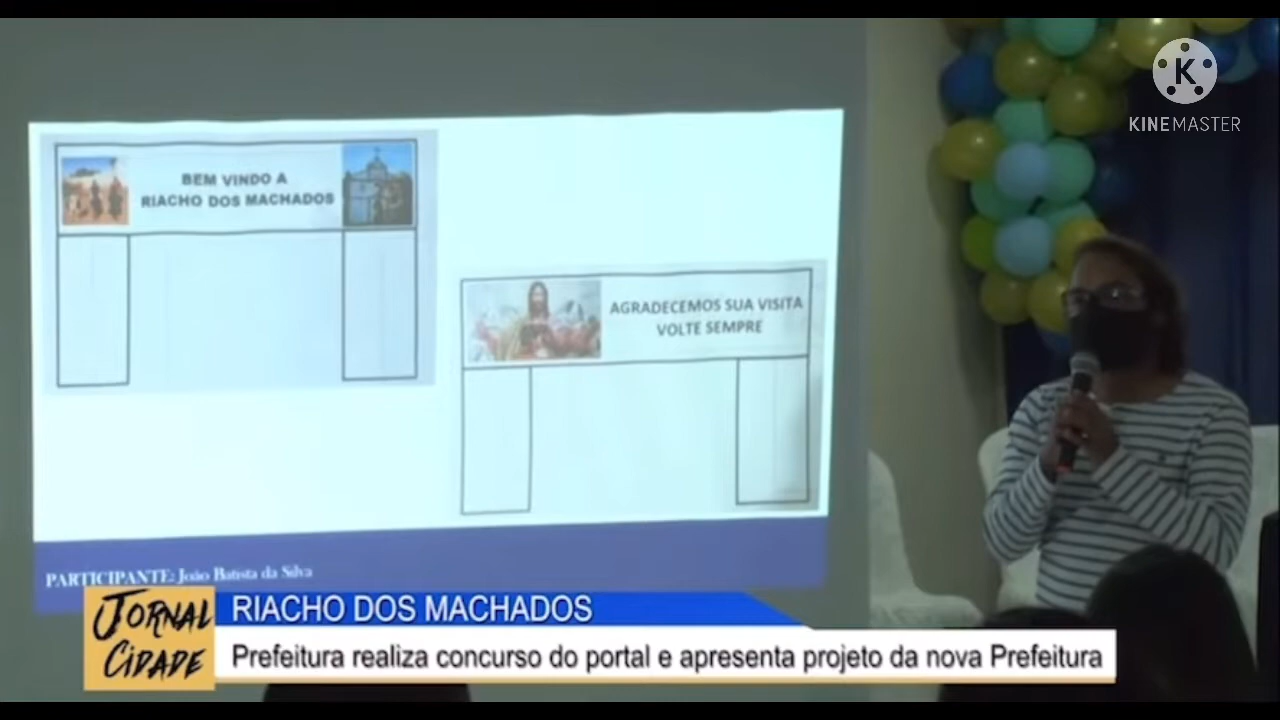 K
KINEMASTER
BEM VINDO A
RIACHO DOS MACHADOS
AGRADECEMOS SUA VISITA
VOLTE SEMPRE
PARTICIPANTE: João Batista da Silva
JORNAL
CIDADE
RIACHO DOS MACHADOS
Prefeitura realiza concurso do portal e apresenta projeto da nova Prefeitura